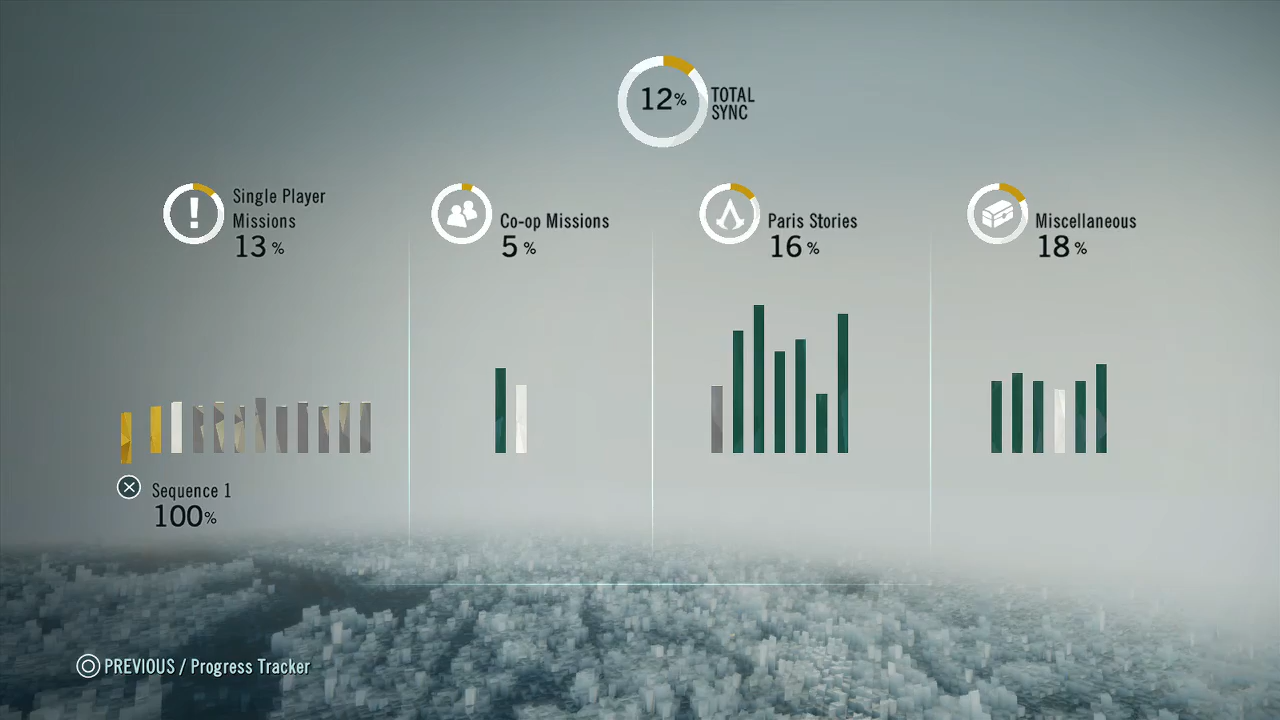 12%
TOTAL
SYNC
Single Player
Missions
13 %
Co-op Missions
5 %
Paris Stories
16 %
Miscellaneous
18 %
Sequence 1
100%
PREVIOUS / Progress Tracker